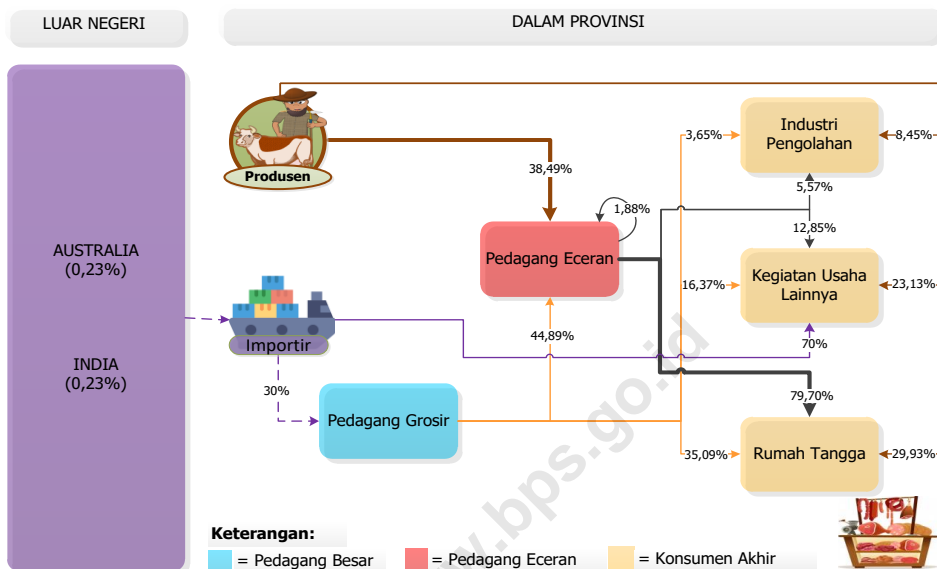 LUAR NEGERI
DALAM PROVINSI
AUSTRALIA
(0,23%)
INDIA
(0,23%)
Produsen
38,49%
1,88%
Pedagang Eceran
44,89%
Importir
30%
Pedagang Grosir
3,65%
Industri
Pengolahan
8,45%
5,57%
12,85%
16,37%
Kegiatan Usaha
Lainnya
23,13%
70%
79,70%
35,09%
Rumah Tangga
29,93%
Keterangan:
= Pedagang Besar
= Pedagang Eceran
= Konsumen Akhir
w.bps.go.id